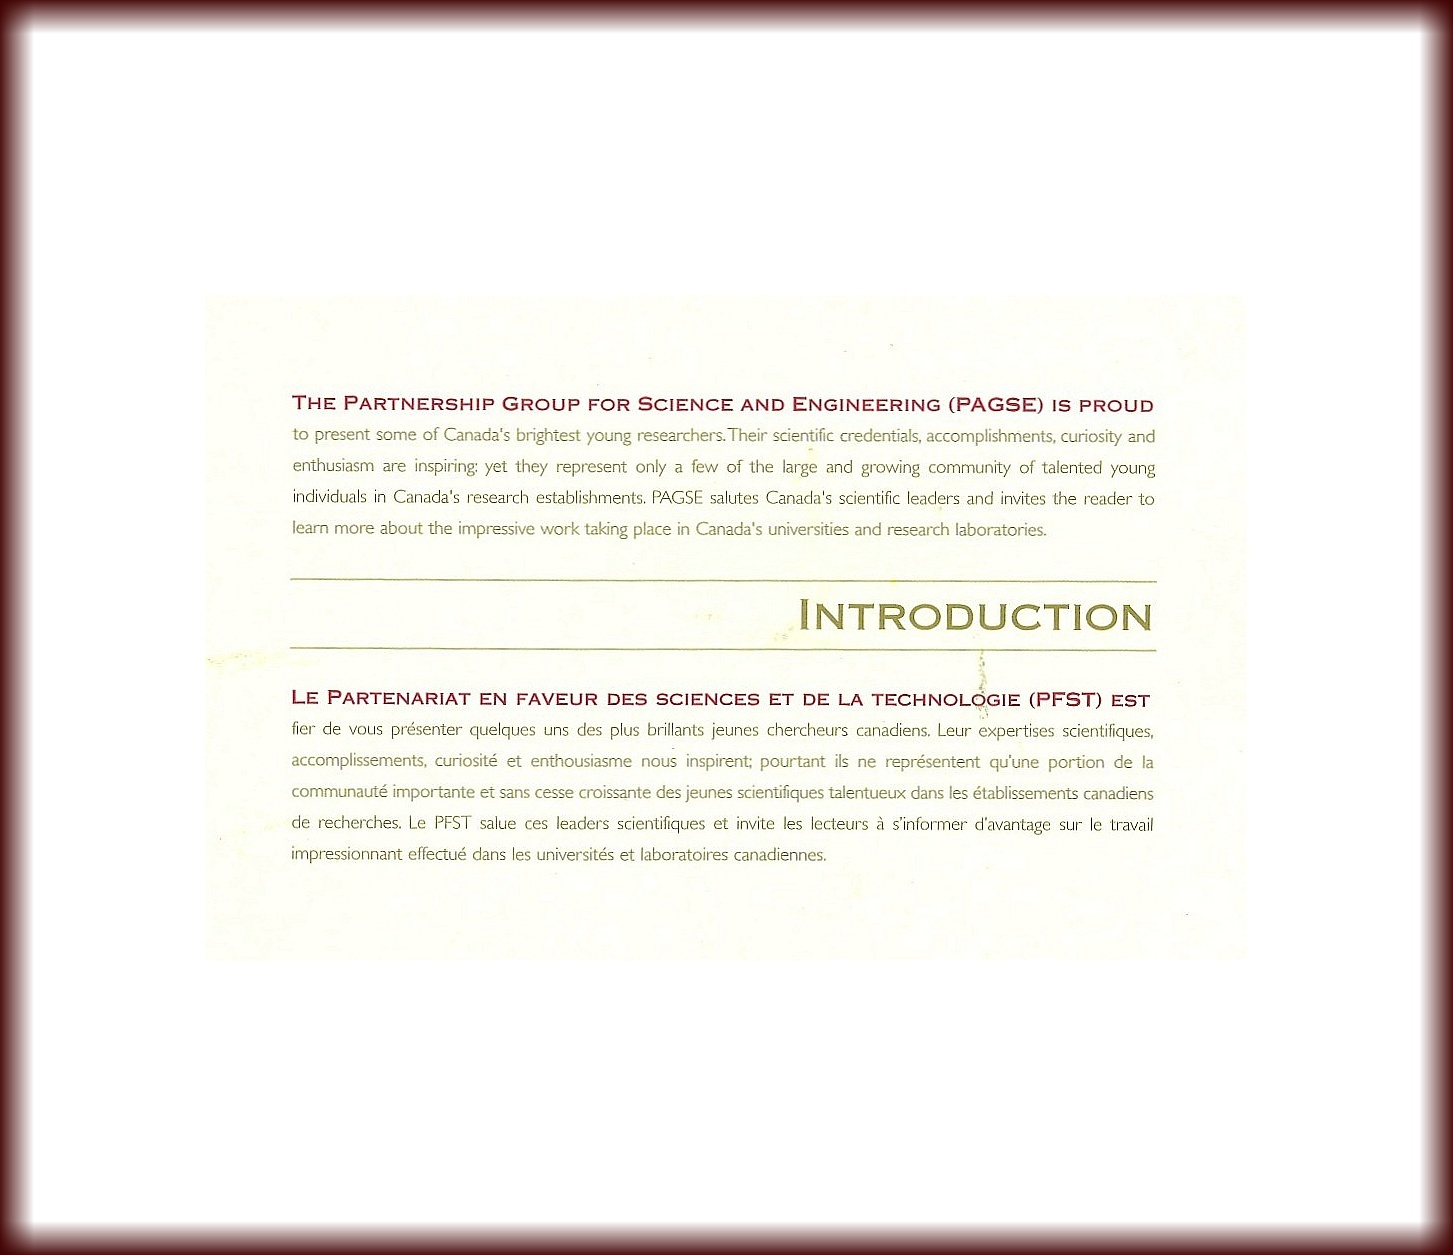 The Partnership Group for Science and Engineering (PAGSE) is proud
to present some of Canada's brightest young researchers. Their scientific credentials, accomplishments, curiosity and
enthusiasm are inspiring; yet they represent only a few of the large and growing community of talented young
individuals in Canada's research establishments. PAGSE salutes Canada's scientific leaders and invites the reader to
learn more about the impressive work taking place in Canada's universities and research laboratories.
Introduction
Le Partenariat en faveur des sciences et de la technologie (PFST) est
fier de vous présenter quelques uns des plus brillants jeunes chercheurs canadiens. Leur expertises scientifiques,
accomplissements, curiosité et enthousiasme nous inspirent; pourtant ils ne représentent qu'une portion de la
communauté importante et sans cesse croissante des jeunes scientifiques talentueux dans les établissements canadiens
de recherches. Le PFST salue ces leaders scientifiques et invite les lecteurs à s'informer d'avantage sur le travail
impressionnant effectué dans les universités et laboratoires canadiennes.